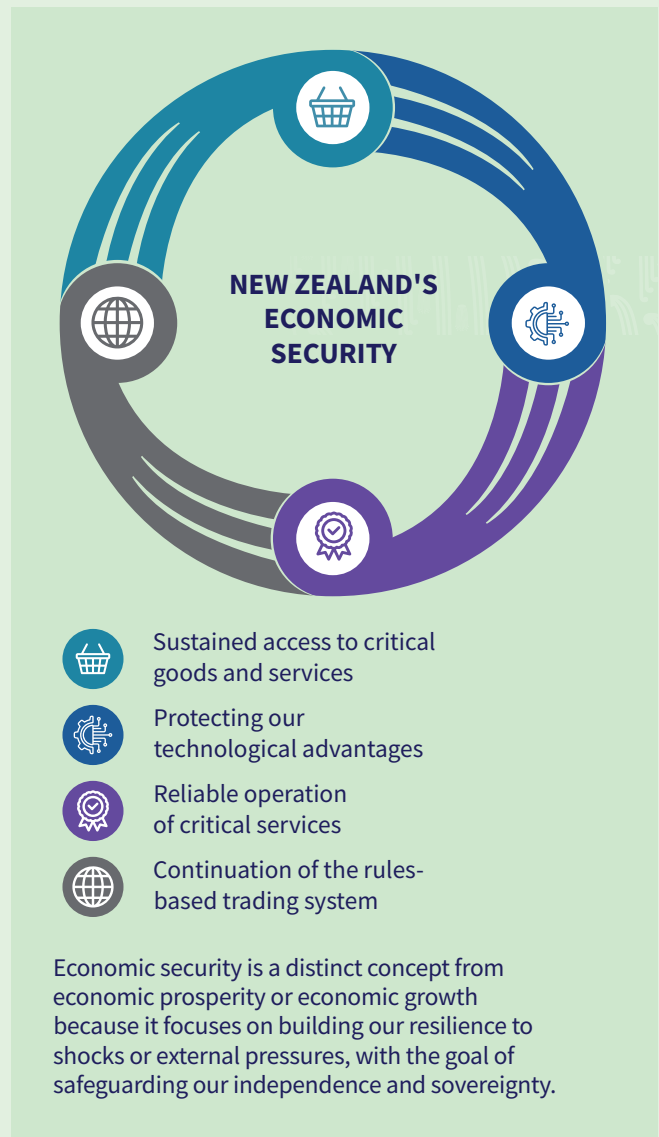 NEW ZEALAND'S
ECONOMIC
SECURITY
Sustained access to critical
goods and services
Protecting our
technological advantages
Reliable operation
of critical services
Continuation of the rules-
based trading system
Economic security is a distinct concept from
economic prosperity or economic growth
because it focuses on building our resilience to
shocks or external pressures, with the goal of
safeguarding our independence and sovereignty.